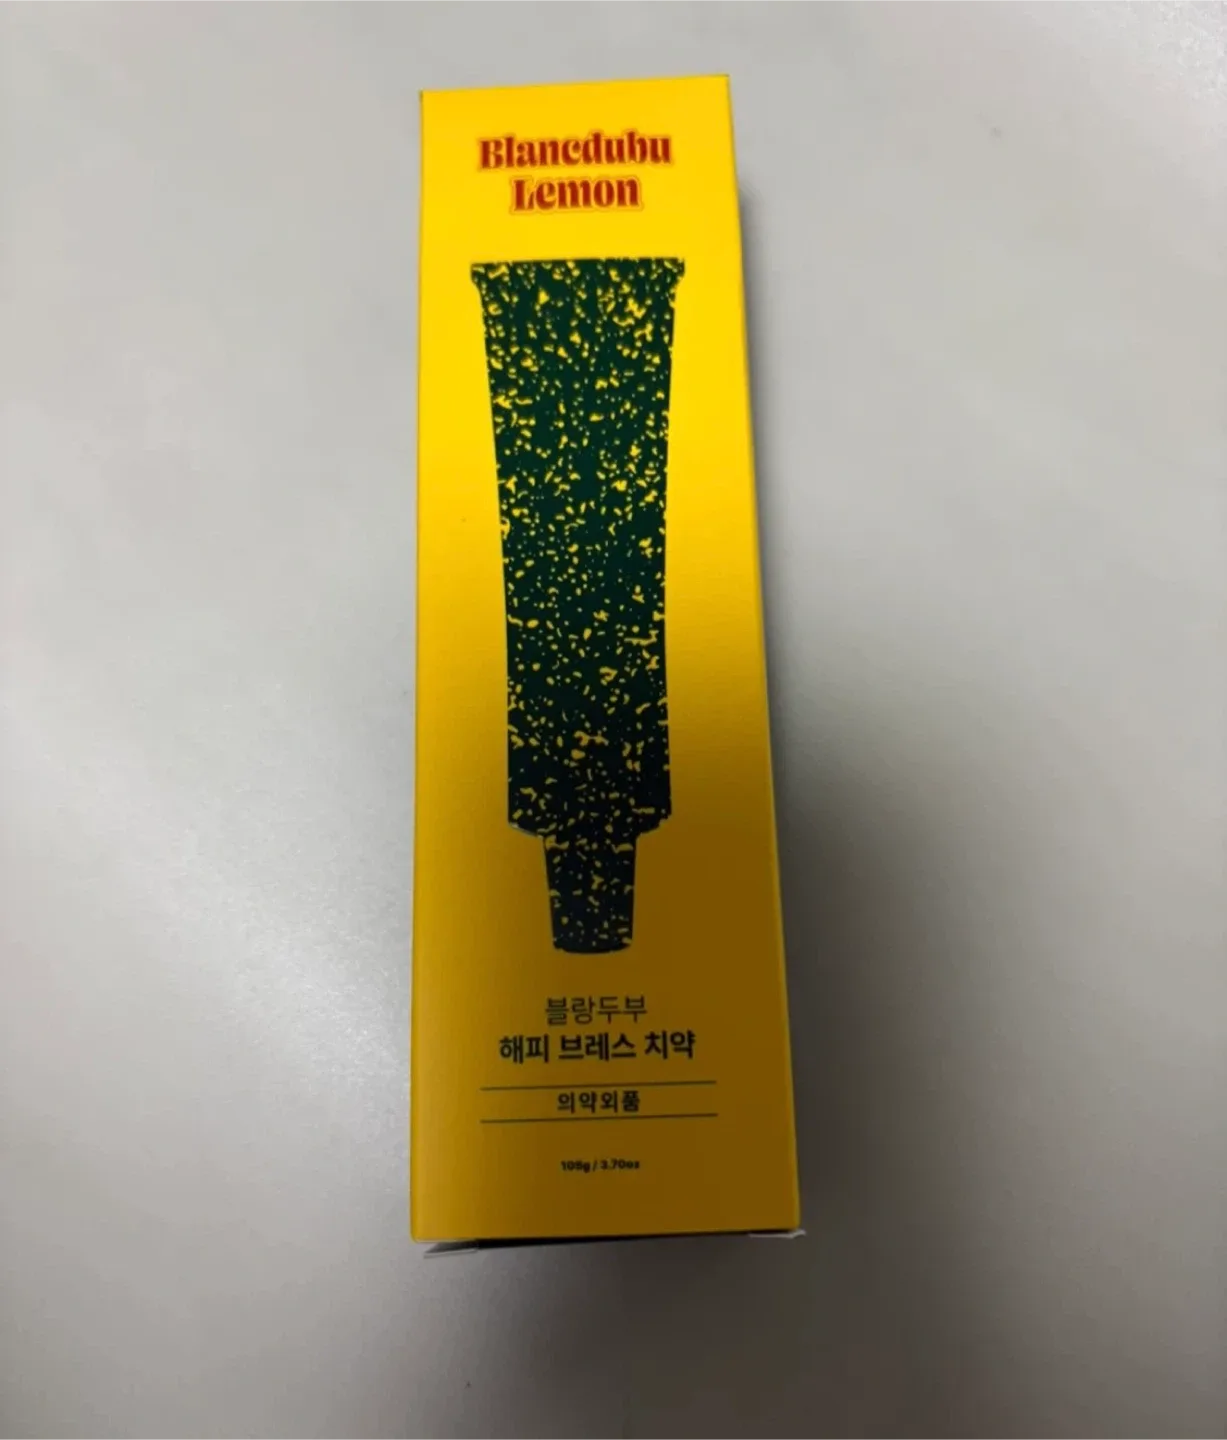 Blancdubu
Lemon
블랑두부
해피 브레스 치약
의약외품
105g / 3.70oz